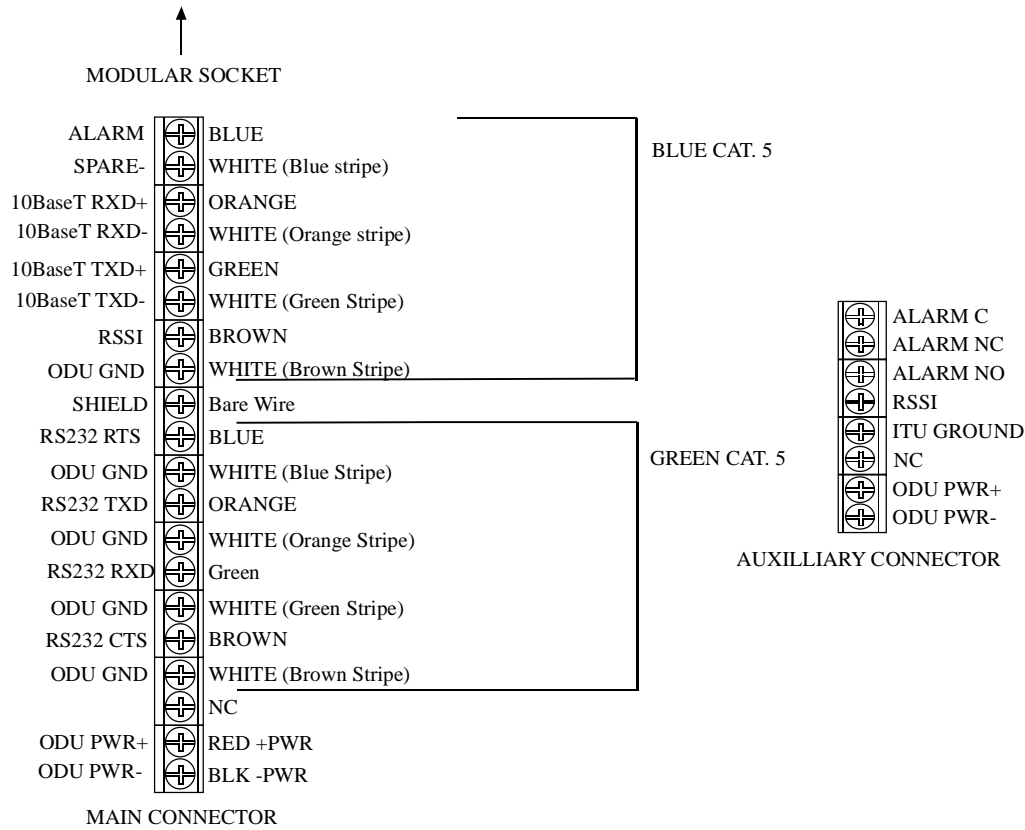 MODULAR SOCKET
ALARM BLUE
SPARE- WHITE (Blue stripe)
10BaseT RXD+ ORANGE
10BaseT RXD- WHITE (Orange stripe)
10BaseT TXD+ GREEN
10BaseT TXD- WHITE (Green Stripe)
RSSI BROWN
ODU GND WHITE (Brown Stripe)
SHIELD Bare Wire
RS232 RTS BLUE
ODU GND WHITE (Blue Stripe)
RS232 TXD ORANGE
ODU GND WHITE (Orange Stripe)
RS232 RXD Green
ODU GND WHITE (Green Stripe)
RS232 CTS BROWN
ODU GND WHITE (Brown Stripe)
NC
ODU PWR+ RED +PWR
ODU PWR- BLK -PWR
MAIN CONNECTOR
BLUE CAT. 5
GREEN CAT. 5
ALARM C
ALARM NC
ALARM NO
RSSI
ITU GROUND
NC
ODU PWR+
ODU PWR-
AUXILLIARY CONNECTOR